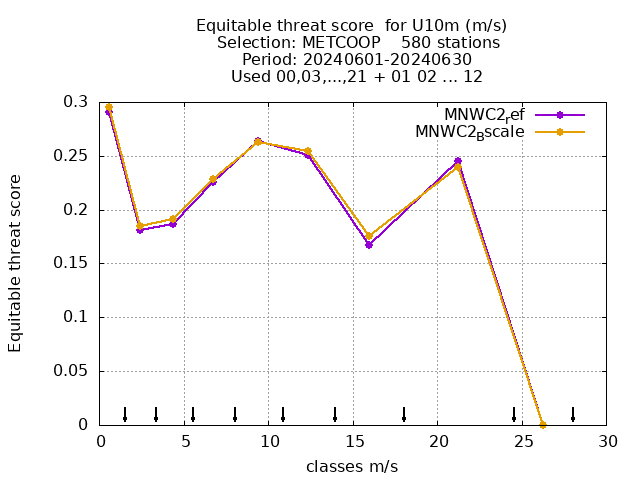 Equitable threat score for U10m (m/s)
Selection: METCOOP 580 stations
Period: 20240601-20240630
Used 00,03,...,21 + 01 02 ... 12
MNWC2_ref
MNWC2_Bscale
0.3
0.25
0.2
0.15
0.1
0.05
0
Equitable threat score
0 5 10 15 20 25 30
classes m/s